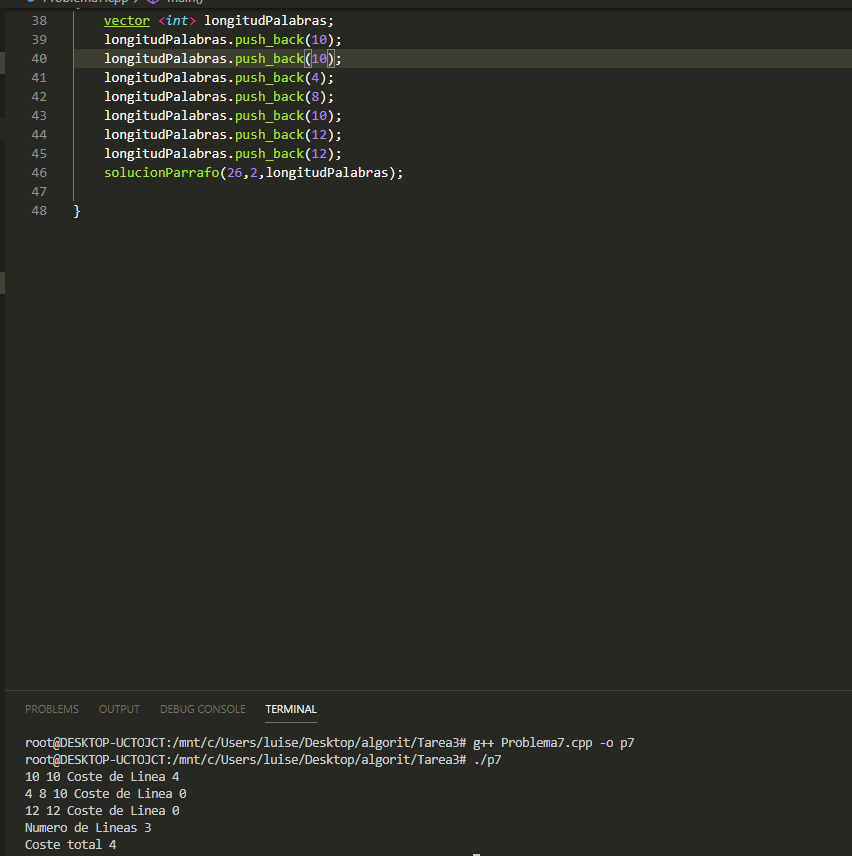 38 vector <int> longitudPalabras;
39 longitudPalabras.push_back(10);
40 longitudPalabras.push_back(10);
41 longitudPalabras.push_back(4);
42 longitudPalabras.push_back(8);
43 longitudPalabras.push_back(10);
44 longitudPalabras.push_back(12);
45 longitudPalabras.push_back(12);
46 solucionParrafo(26,2,longitudPalabras);
47
48 }
PROBLEMS OUTPUT DEBUG CONSOLE TERMINAL
root@DESKTOP-UCTOJCT:/mnt/c/Users/luise/Desktop/algorit/Tarea3# g++ Problema7.cpp -o p7
root@DESKTOP-UCTOJCT:/mnt/c/Users/luise/Desktop/algorit/Tarea3# ./p7
10 10 Coste de Linea 4
4 8 10 Coste de Linea 0
12 12 Coste de Linea 0
Numero de Lineas 3
Coste total 4